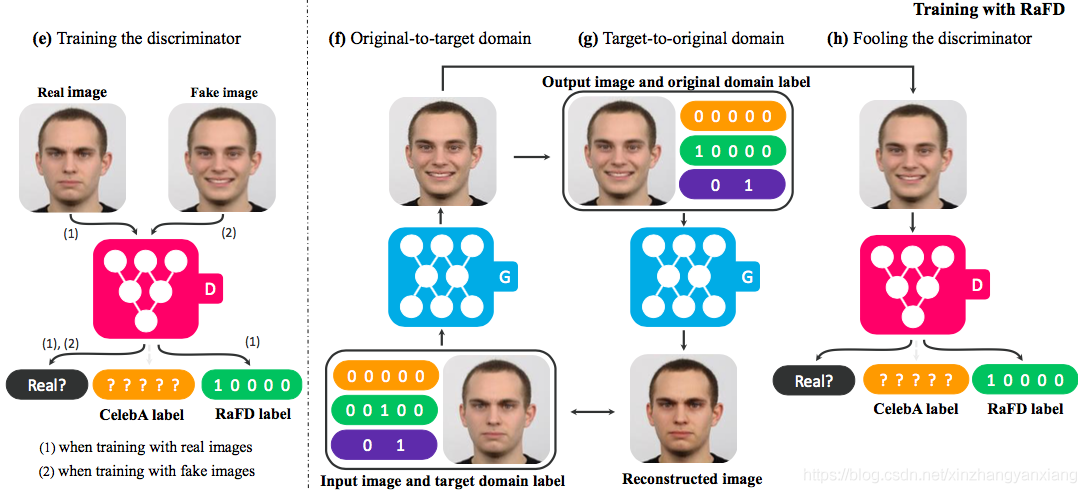 Training with RaFD
(e) Training the discriminator
(f) Original-to-target domain
(g) Target-to-original domain
(h) Fooling the discriminator
Real image
Fake image
(1)
(2)
D
(1), (2)
(1)
Real?
? ? ? ? ?
1 0 0 0 0
CelebA label
RaFD label
(1) when training with real images
(2) when training with fake images
G
0 0 0 0 0
0 0 1 0 0
0 1
Input image and target domain label
Output image and original domain label
0 0 0 0 0
1 0 0 0 0
0 1
G
Reconstructed image
D
Real?
? ? ? ? ?
1 0 0 0 0
CelebA label
RaFD label
https://blog.csdn.net/xinzhangyanxiang